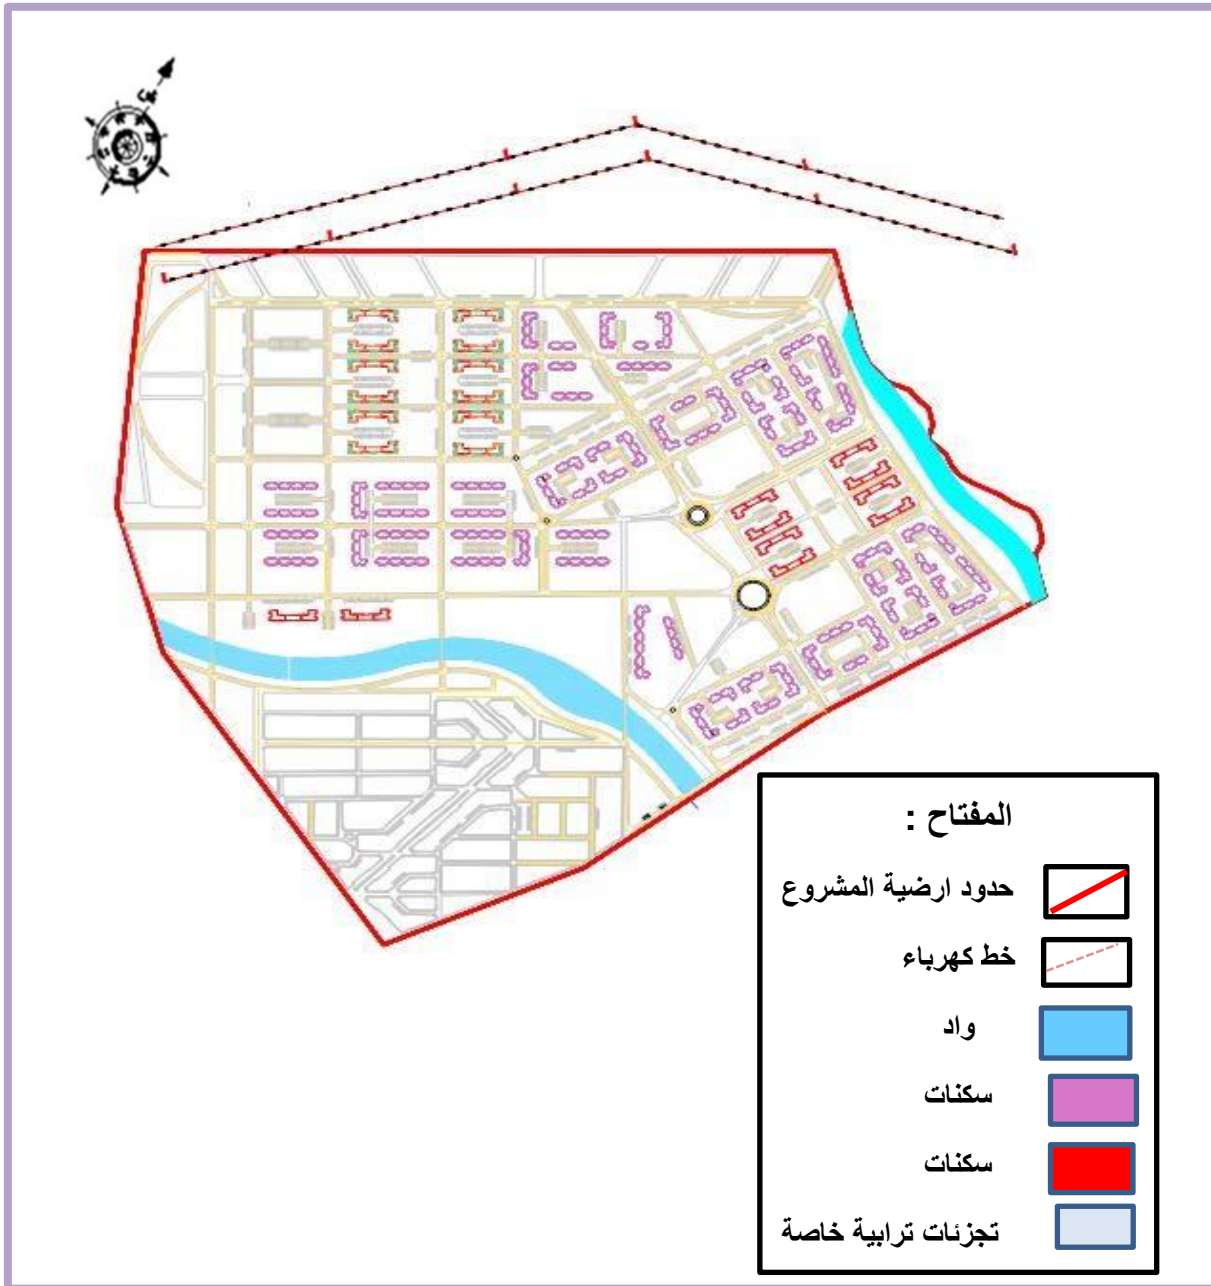 المفتاح :
حدود ارضية المشروع
خط كهرباء
واد
سكنات
سكنات
تجزئات ترابية خاصة